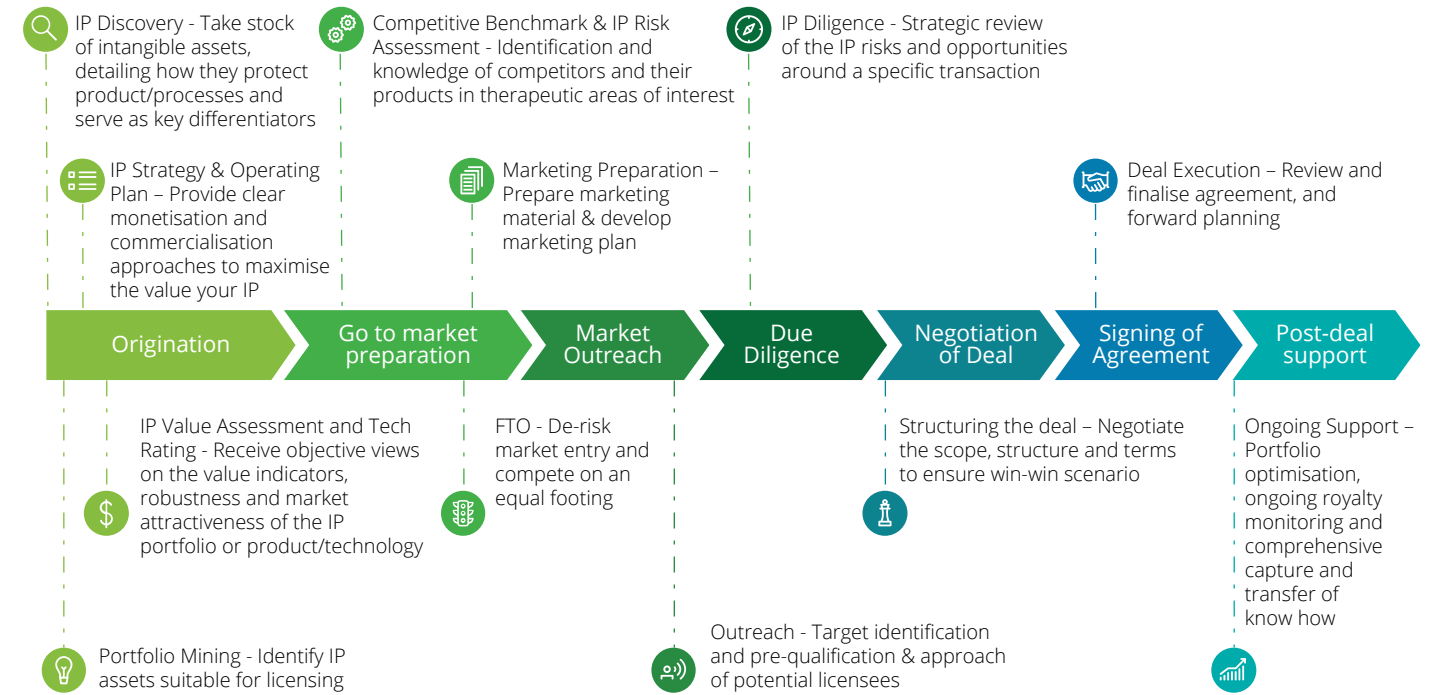 IP Discovery - Take stock
of intangible assets,
detailing how they protect
product/processes and
serve as key differentiators
Competitive Benchmark & IP Risk
Assessment - Identification and
knowledge of competitors and their
products in therapeutic areas of interest
IP Diligence - Strategic review
of the IP risks and opportunities
around a specific transaction
IP Strategy & Operating
Plan – Provide clear
monetisation and
commercialisation
approaches to maximise
the value your IP
Marketing Preparation –
Prepare marketing
material & develop
marketing plan
Deal Execution – Review and
finalise agreement, and
forward planning
Origination
Go to market
preparation
Market
Outreach
Due
Diligence
Negotiation
of Deal
Signing of
Agreement
Post-deal
support
IP Value Assessment and Tech
Rating - Receive objective views
on the value indicators,
robustness and market
attractiveness of the IP
portfolio or product/technology
$
FTO - De-risk
market entry and
compete on an
equal footing
Structuring the deal – Negotiate
the scope, structure and terms
to ensure win-win scenario
Ongoing Support –
Portfolio
optimisation,
ongoing royalty
monitoring and
comprehensive
capture and
transfer of
know how
Portfolio Mining - Identify IP
assets suitable for licensing
Outreach - Target identification
and pre-qualification & approach
of potential licensees